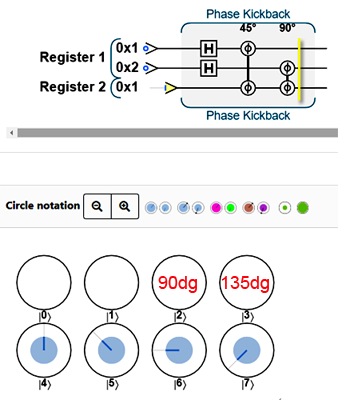 Phase Kickback
45° 90°
Register 1 0x1 H Φ
0x2 H Φ
Register 2 0x1 Φ Φ
Phase Kickback
Circle notation
90dg 135dg
|0⟩ |1⟩ |2⟩ |3⟩
|4⟩ |5⟩ |6⟩ |7⟩